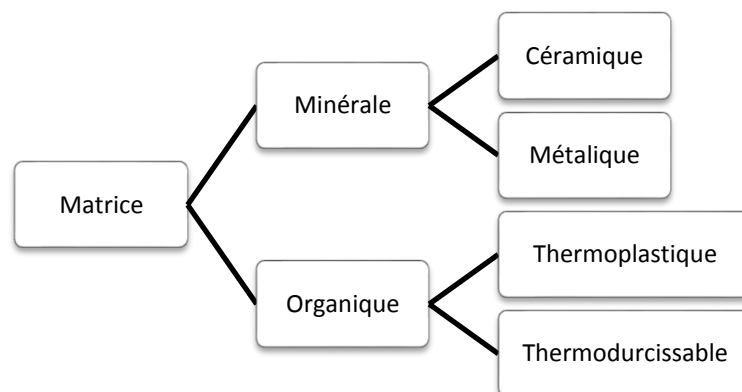 Matrice
Minérale
Céramique
Métalique
Organique
Thermoplastique
Thermodurcissable